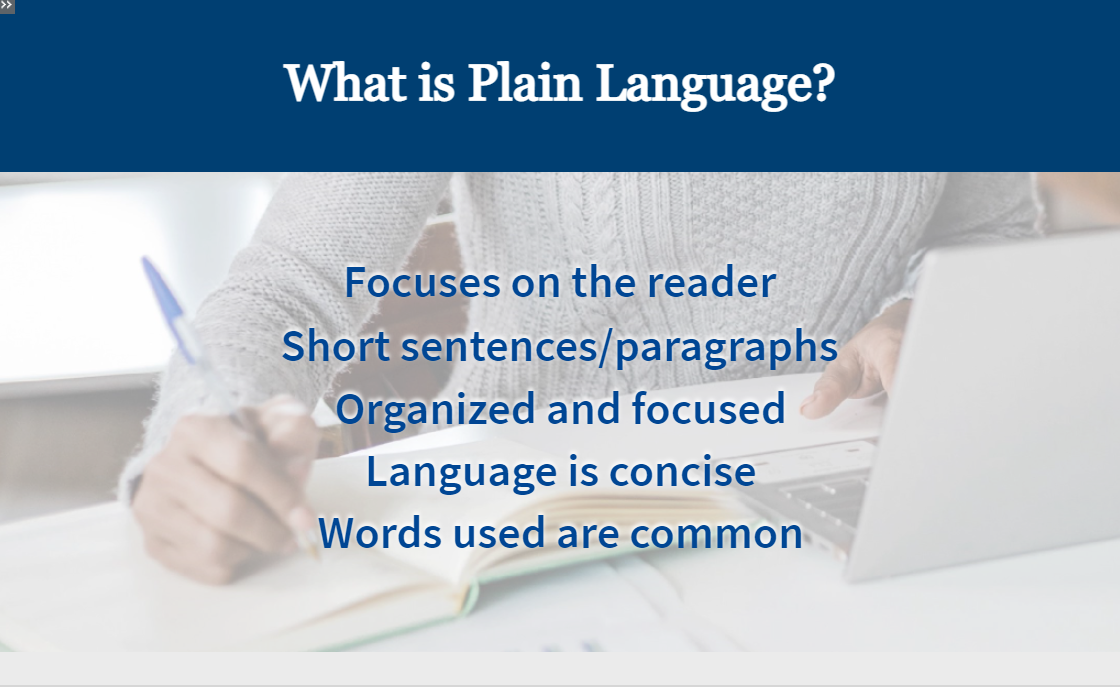 What is Plain Language?
Focuses on the reader
Short sentences/paragraphs
Organized and focused
Language is concise
Words used are common